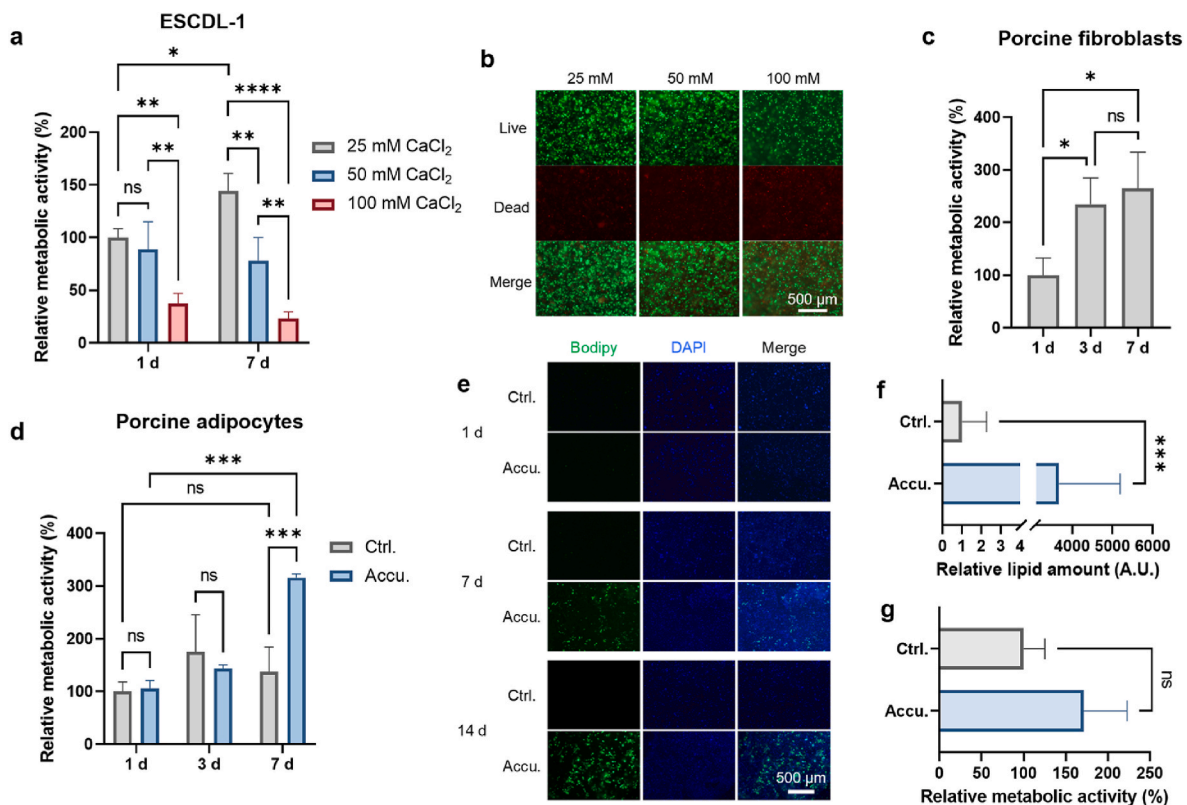 a
ESCDL-1
Relative metabolic activity (%)
200
150
100
50
0
*
**
**
ns
****
**
**
1 d
7 d
25 mM CaCl₂
50 mM CaCl₂
100 mM CaCl₂
b
25 mM
50 mM
100 mM
Live
Dead
Merge
500 μm
c
Porcine fibroblasts
Relative metabolic activity (%)
400
300
200
100
0
*
*
ns
1 d
3 d
7 d
d
Porcine adipocytes
Relative metabolic activity (%)
400
300
200
150
100
0
***
ns
***
ns
ns
1 d
3 d
7 d
Ctrl.
Accu.
e
Bodipy
DAPI
Merge
1 d
Ctrl.
Accu.
7 d
Ctrl.
Accu.
14 d
Ctrl.
Accu.
500 μm
f
Ctrl.
Accu.
***
0 1 2 3 4 4000 5000 6000
Relative lipid amount (A.U.)
g
Ctrl.
Accu.
ns
0 50 100 150 200 250
Relative metabolic activity (%)